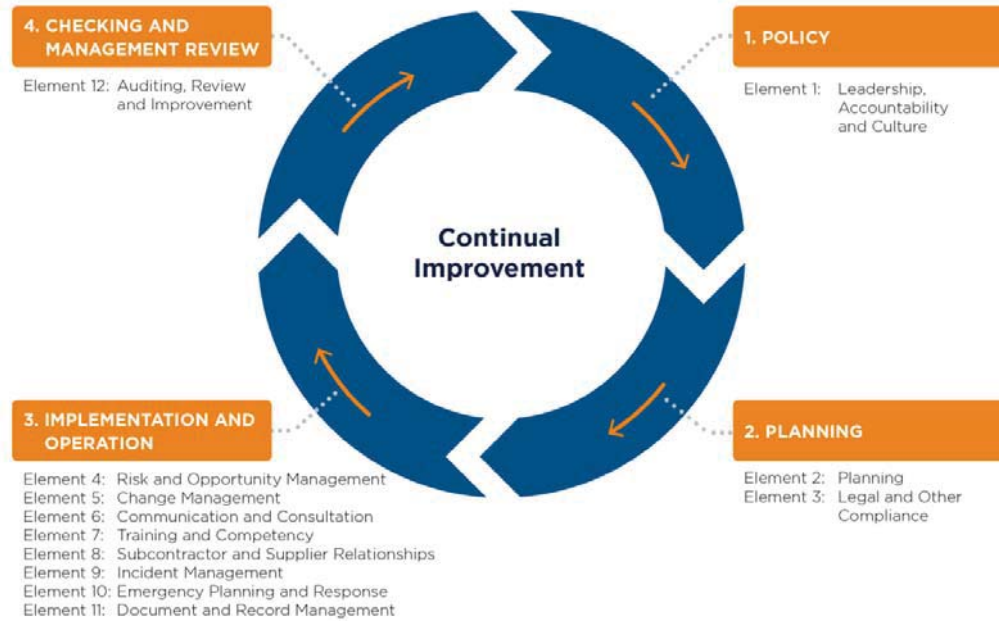 4. CHECKING AND
MANAGEMENT REVIEW
Element 12: Auditing, Review
and Improvement
1. POLICY
Element 1: Leadership,
Accountability
and Culture
Continual
Improvement
3. IMPLEMENTATION AND
OPERATION
Element 4: Risk and Opportunity Management
Element 5: Change Management
Element 6: Communication and Consultation
Element 7: Training and Competency
Element 8: Subcontractor and Supplier Relationships
Element 9: Incident Management
Element 10: Emergency Planning and Response
Element 11: Document and Record Management
2. PLANNING
Element 2: Planning
Element 3: Legal and Other
Compliance